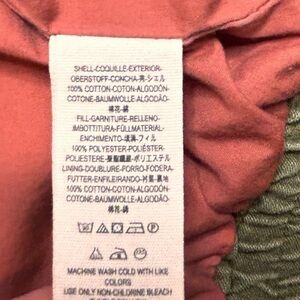 SHELL-COQUILLE-EXTERIOR-
OBERSTOFF-CONCHA-壳-シェル
100% COTTON-COTON-ALGODÓN-
COTONE-BAUMWOLLE-ALGODÃO-
棉花-綿
FILL-GARNITURE-RELLENO-
IMBOTTITURA-FÜLLMATERIAL-
ENCHIMENTO-填满-フィル
100% POLYESTER-POLIÉSTER-
POLIESTERE-聚酯纖維-ポリエステル
LINING-DOUBLURE-FORRO-FODERA-
FUTTER-ENFILEIRANDO-衬里-裏地
100% COTTON-COTON-ALGODÓN-
COTONE-BAUMWOLLE-ALGODÃO-
棉花-綿
MACHINE WASH COLD WITH LIKE
COLORS
USE ONLY NON-CHLORINE BLEACH